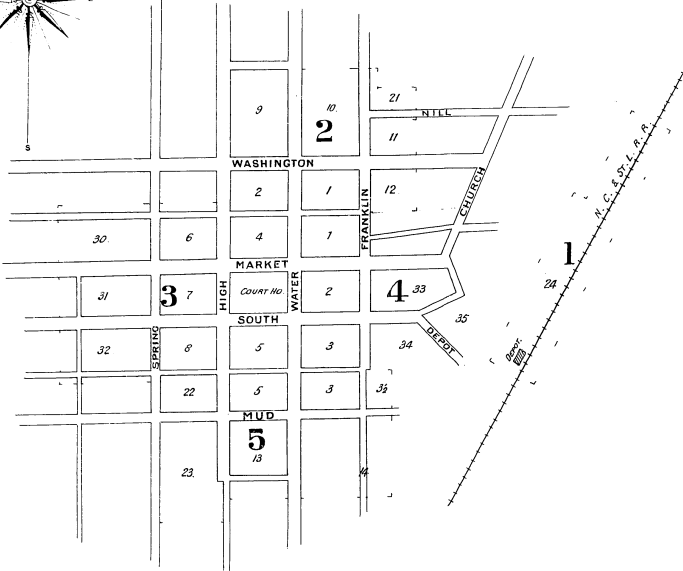 S
9
10.
2
21
NILL
11
WASHINGTON
2
1
12
FRANKLIN
CHURCH
N. C. & ST. L. R. R.
30.
6
4
1
MARKET
1
31
3
7
HIGH
COURT HO.
WATER
2
4
33
24
SOUTH
35
DEPOT
DEPOT.
32
SPRING
8
5
3
34
22
5
3
3½
MUD
5
13
23.
14